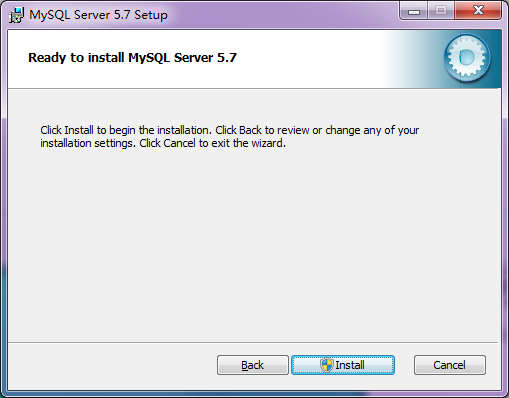 MySQL Server 5.7 Setup
Ready to install MySQL Server 5.7
Click Install to begin the installation. Click Back to review or change any of your
installation settings. Click Cancel to exit the wizard.
Back Install Cancel